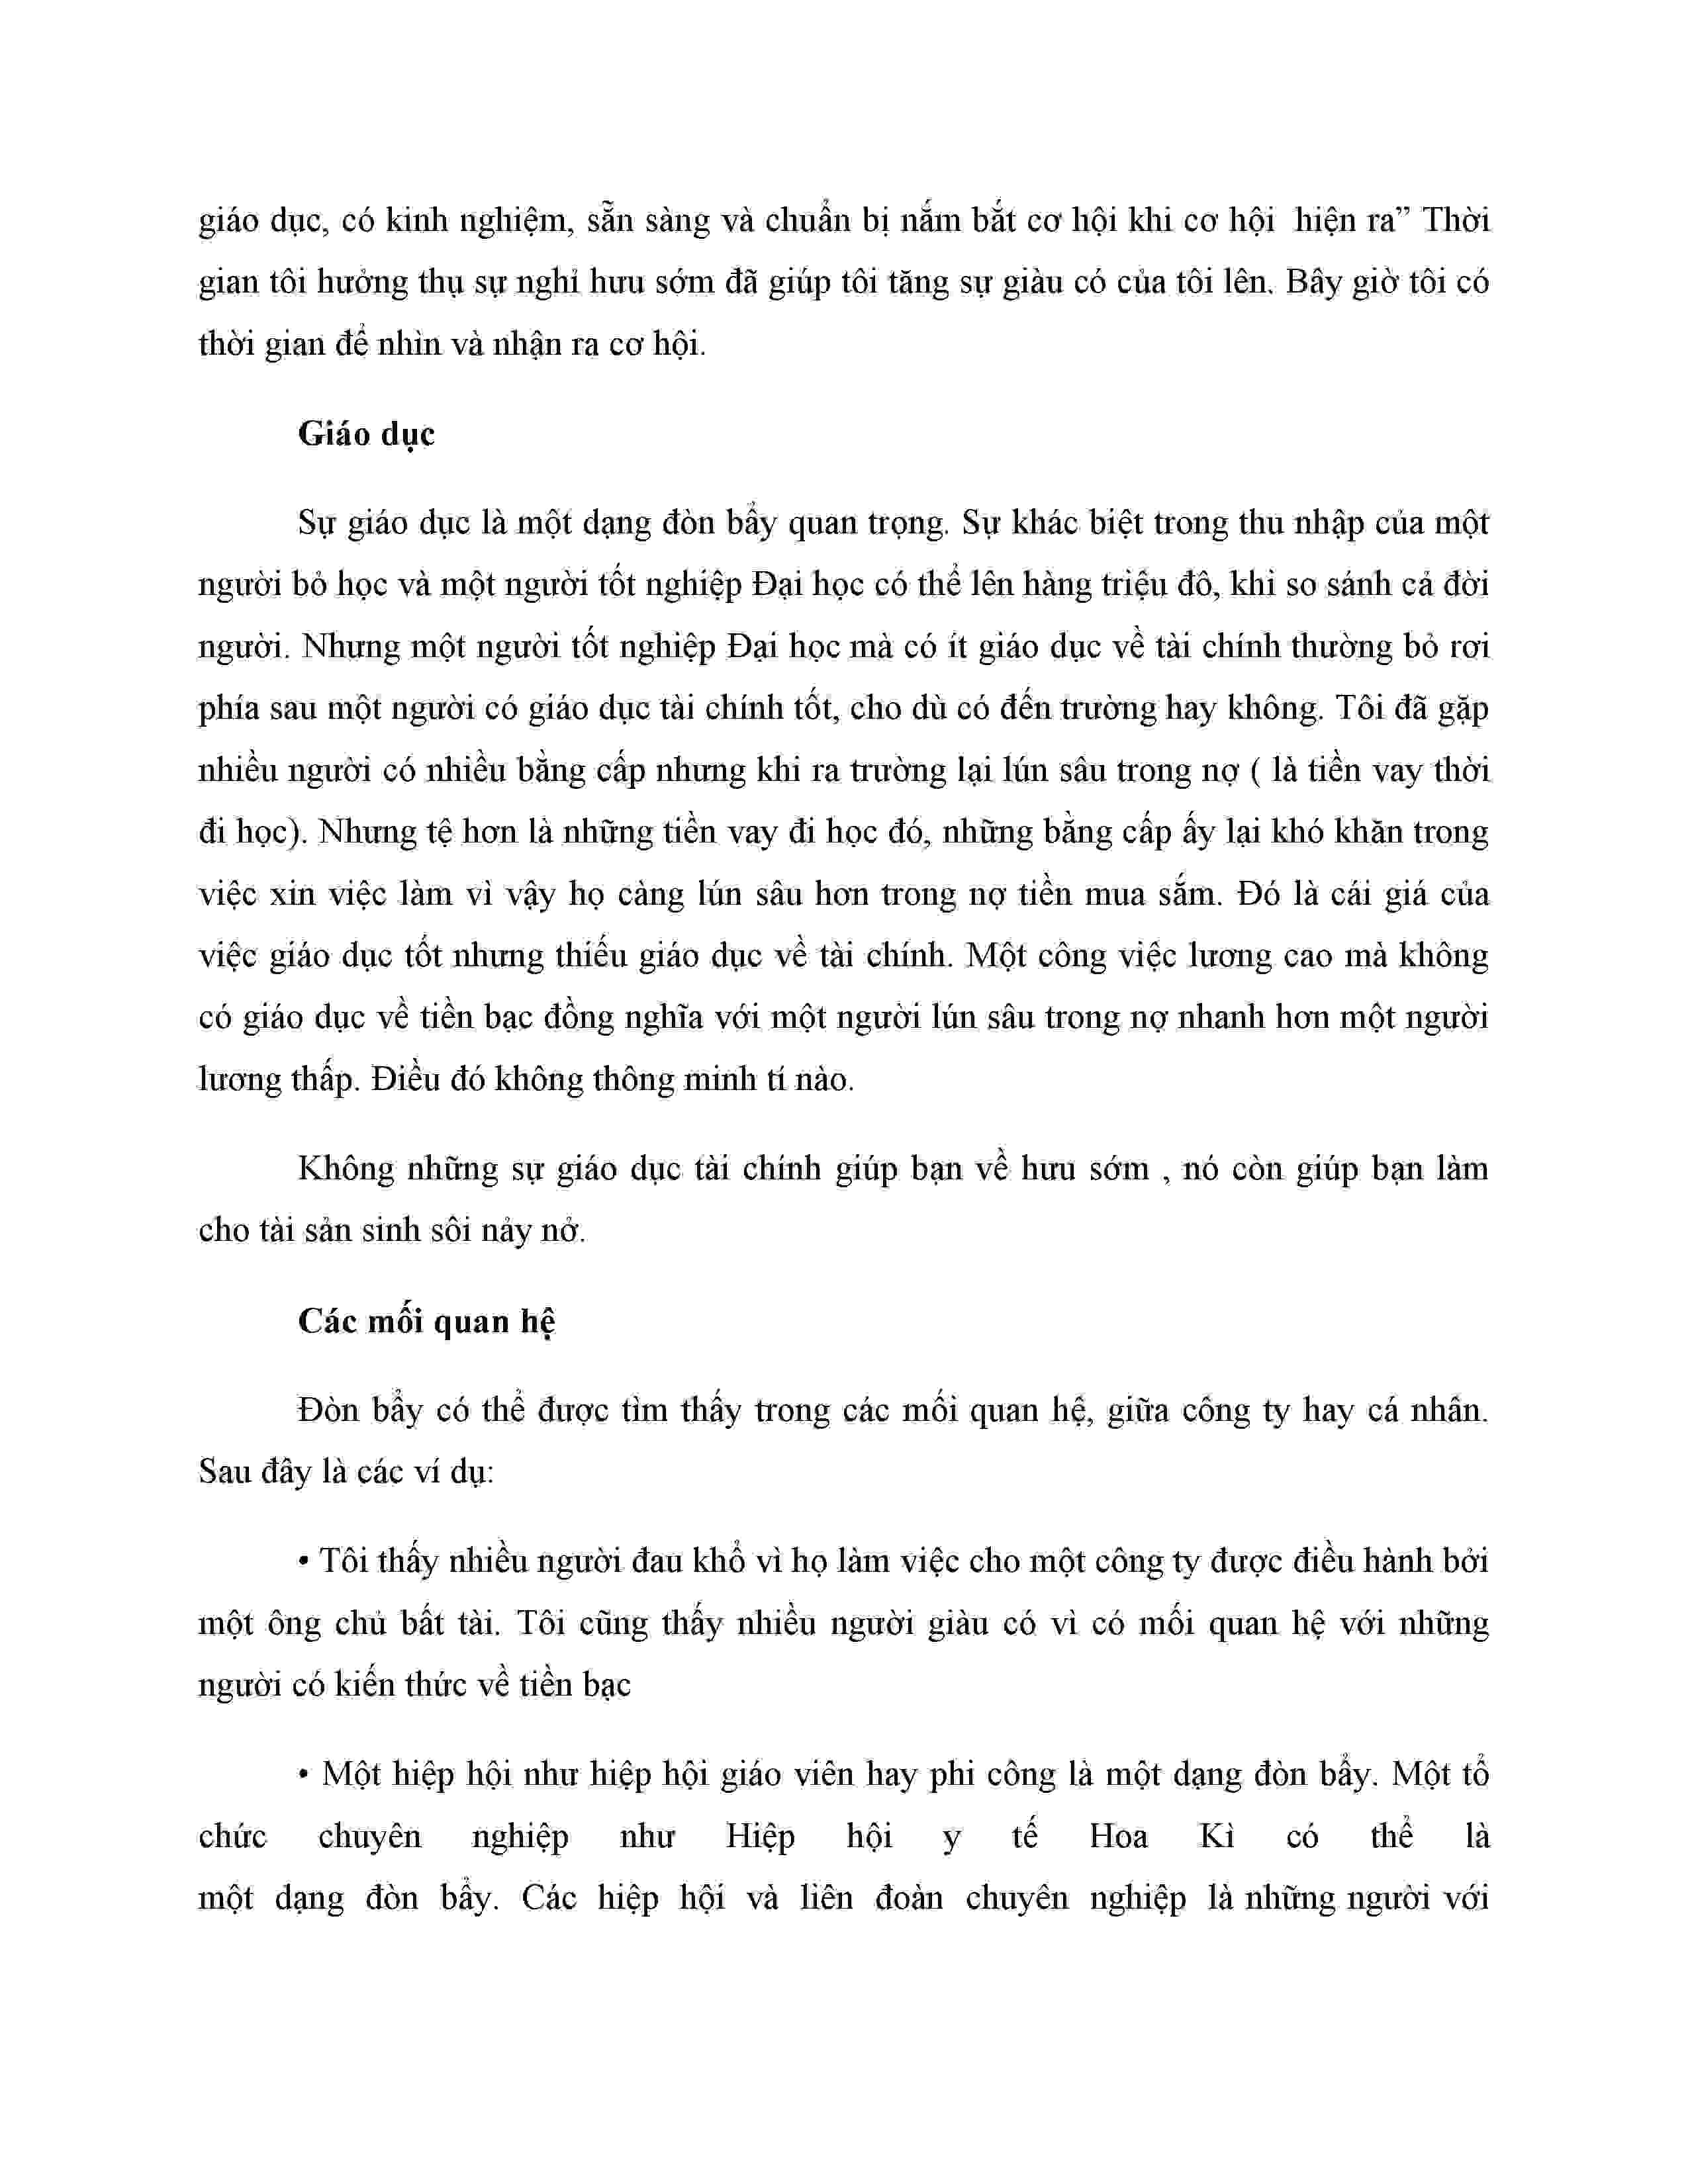 giáo dục, có kinh nghiệm, sẵn sàng và chuẩn bị nắm bắt cơ hội khi cơ hội hiện ra” Thời
gian tôi hưởng thụ sự nghỉ hưu sớm đã giúp tôi tăng sự giàu có của tôi lên. Bây giờ tôi có
thời gian để nhìn và nhận ra cơ hội.
Giáo dục
Sự giáo dục là một dạng đòn bẩy quan trọng. Sự khác biệt trong thu nhập của một
người bỏ học và một người tốt nghiệp Đại học có thể lên hàng triệu đô, khi so sánh cả đời
người. Nhưng một người tốt nghiệp Đại học mà có ít giáo dục về tài chính thường bỏ rơi
phía sau một người có giáo dục tài chính tốt, cho dù có đến trường hay không. Tôi đã gặp
nhiều người có nhiều bằng cấp nhưng khi ra trường lại lún sâu trong nợ ( là tiền vay thời
đi học). Nhưng tệ hơn là những tiền vay đi học đó, những bằng cấp ấy lại khó khăn trong
việc xin việc làm vì vậy họ càng lún sâu hơn trong nợ tiền mua sắm. Đó là cái giá của
việc giáo dục tốt nhưng thiếu giáo dục về tài chính. Một công việc lương cao mà không
có giáo dục về tiền bạc đồng nghĩa với một người lún sâu trong nợ nhanh hơn một người
lương thấp. Điều đó không thông minh tí nào.
Không những sự giáo dục tài chính giúp bạn về hưu sớm , nó còn giúp bạn làm
cho tài sản sinh sôi nảy nở.
Các mối quan hệ
Đòn bẩy có thể được tìm thấy trong các mối quan hệ, giữa công ty hay cá nhân.
Sau đây là các ví dụ:
• Tôi thấy nhiều người đau khổ vì họ làm việc cho một công ty được điều hành bởi
một ông chủ bất tài. Tôi cũng thấy nhiều người giàu có vì có mối quan hệ với những
người có kiến thức về tiền bạc
• Một hiệp hội như hiệp hội giáo viên hay phi công là một dạng đòn bẩy. Một tổ
chức chuyên nghiệp như Hiệp hội y tế Hoa Kì có thể là
một dạng đòn bẩy. Các hiệp hội và liên đoàn chuyên nghiệp là những người với